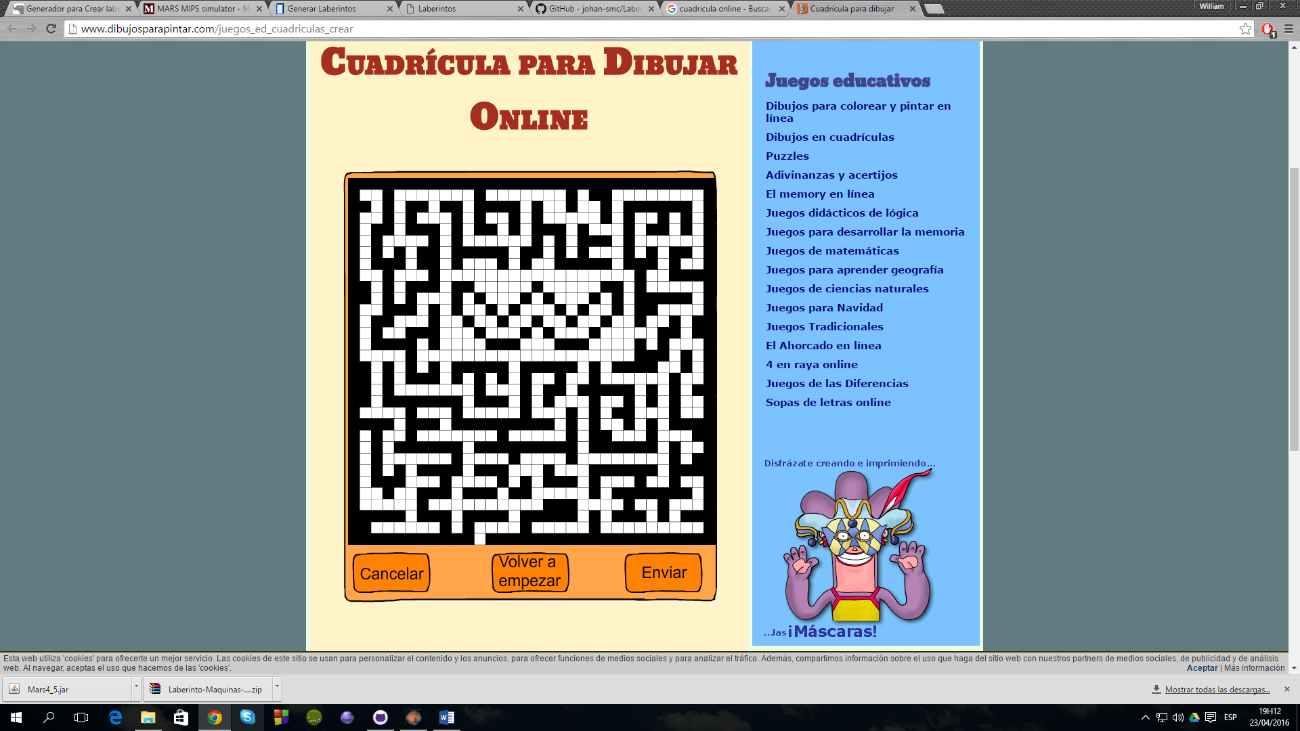 Generador para Crear lab
MARS MIPS simulator - M
Generar Laberintos
Laberintos
GitHub - johan-smc/Labe
cuadricula online - Busca
Cuadrícula para dibujar
William
www.dibujosparapintar.com/juegos_ed_cuadriculas_crear
Cuadrícula para Dibujar
Online
Cancelar
Volver a
empezar
Enviar
Juegos educativos
Dibujos para colorear y pintar en
línea
Dibujos en cuadrículas
Puzzles
Adivinanzas y acertijos
El memory en línea
Juegos didácticos de lógica
Juegos para desarrollar la memoria
Juegos de matemáticas
Juegos para aprender geografía
Juegos de ciencias naturales
Juegos para Navidad
Juegos Tradicionales
El Ahorcado en línea
4 en raya online
Juegos de las Diferencias
Sopas de letras online
Disfrázate creando e imprimiendo...
...las ¡Máscaras!
Esta web utiliza 'cookies' para ofrecerte un mejor servicio. Las cookies de este sitio se usan para personalizar el contenido y los anuncios, para ofrecer funciones de medios sociales y para analizar el tráfico. Además, compartimos información sobre el uso que haga del sitio web con nuestros partners de medios sociales, de publicidad y de análisis
web. Al navegar, aceptas el uso que hacemos de las 'cookies'.
Aceptar | Más información
Mars4_5.jar
Laberinto-Maquinas-....zip
Mostrar todas las descargas...
ESP
19H12
23/04/2016